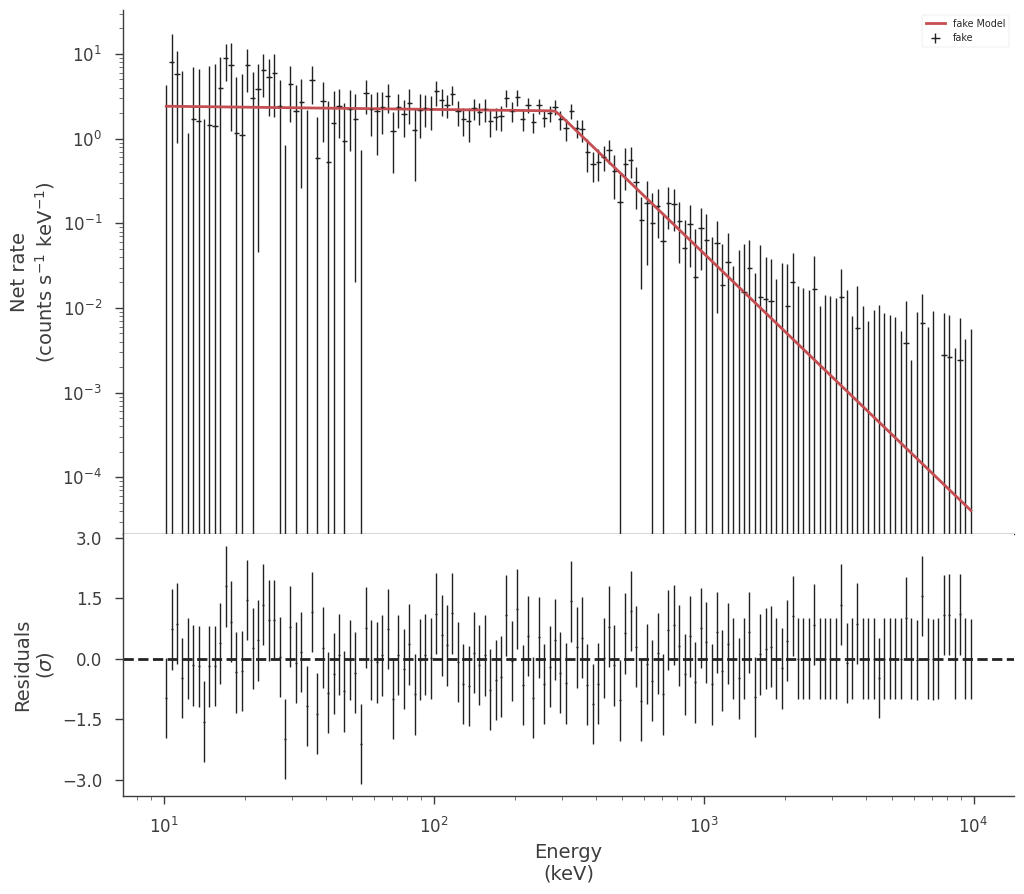 fake Model
fake
10¹
10⁰
10⁻¹
10⁻²
10⁻³
10⁻⁴
Net rate
(counts s⁻¹ keV⁻¹)
3.0
1.5
0.0
−1.5
−3.0
Residuals
(σ)
10¹
10²
10³
10⁴
Energy
(keV)